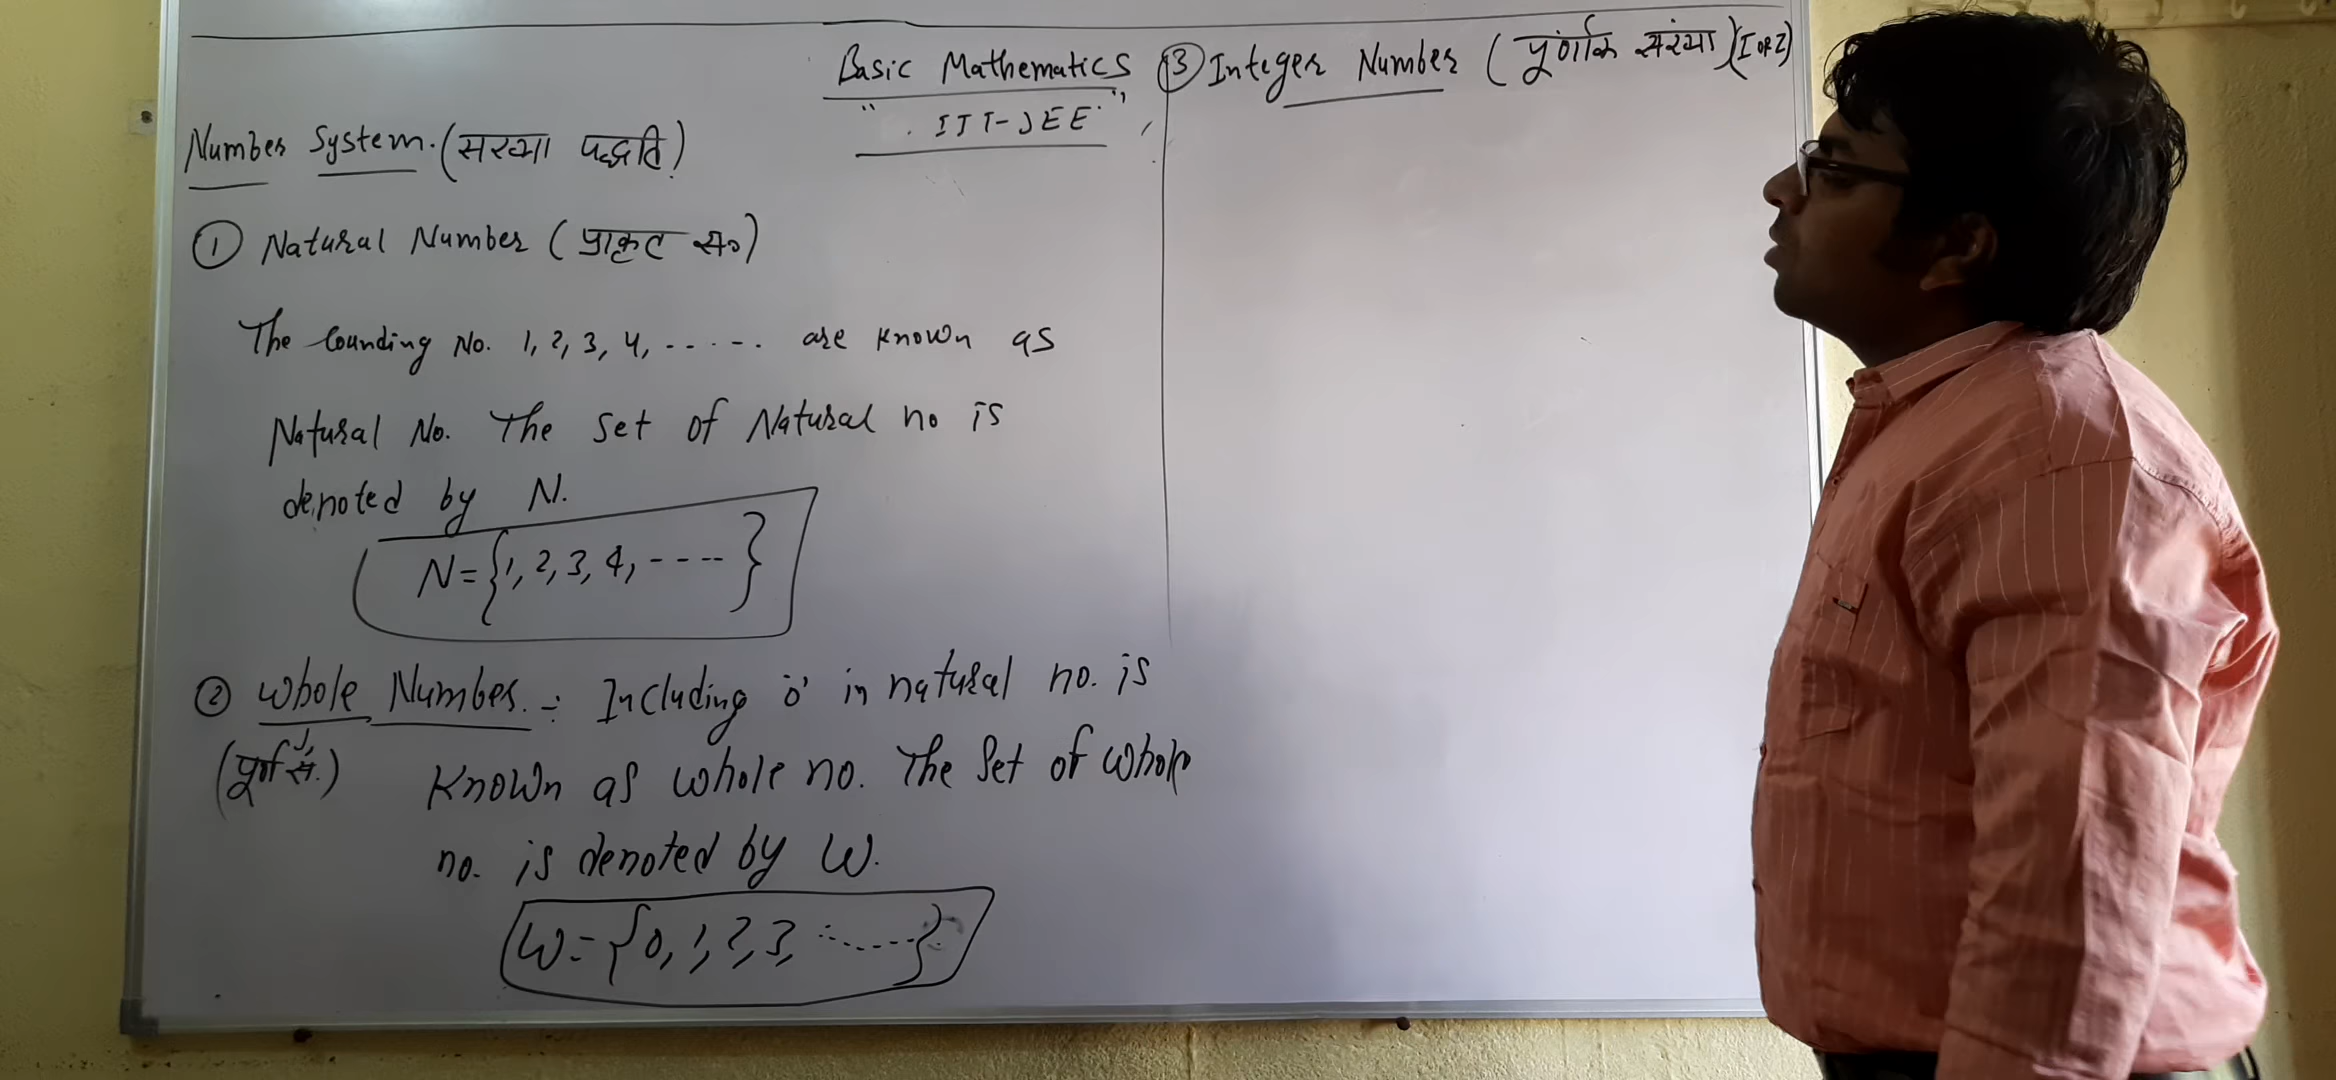 Basic Mathematics
"IIT-JEE"
Number System. (संख्या पद्धति)
① Natural Number (प्राकृत सं०)
The Counding No. 1, 2, 3, 4, ------ are known as
Natural No. The set of Natural no is
denoted by N.
N = {1, 2, 3, 4, ----}
② Whole Number. :- Including '0' in natural no. is
(पूर्ण सं.) Known as whole no. The Set of whole
no. is denoted by W.
W = {0, 1, 2, 3, ........}
③ Integer Number (पूर्णांक संख्या) (I OR Z)